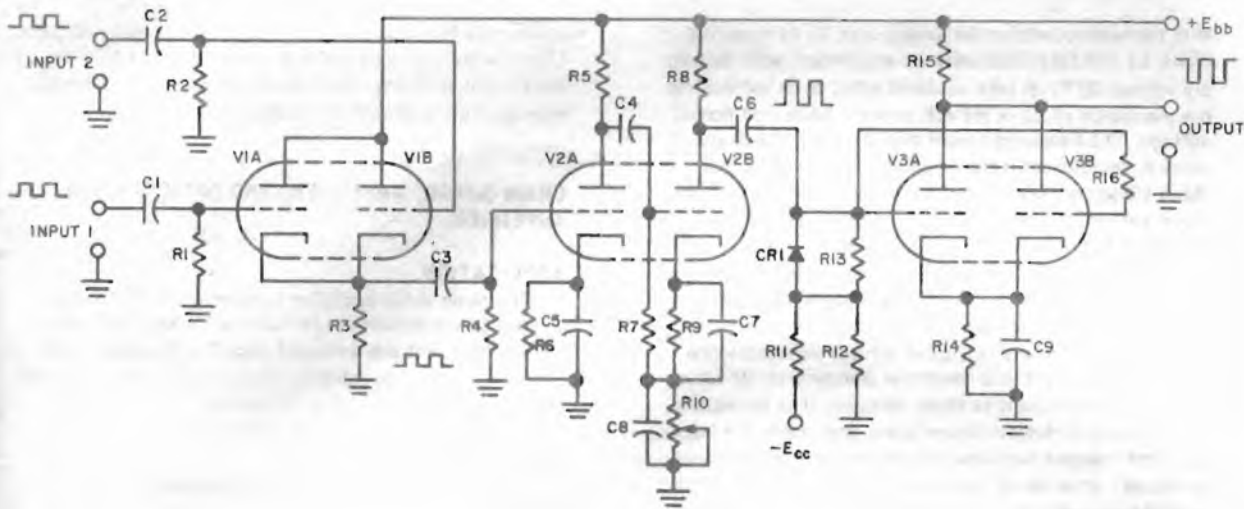 C2
INPUT 2
R2
V1A
V1B
C1
INPUT 1
R1
C3
R3
R4
R5
C4
R8
C6
V2A
V2B
R6
C5
R7
R9
C7
C8
R10
CR1
R13
R11
R12
-Ecc
R15
+Ebb
OUTPUT
V3A
V3B
R16
R14
C9